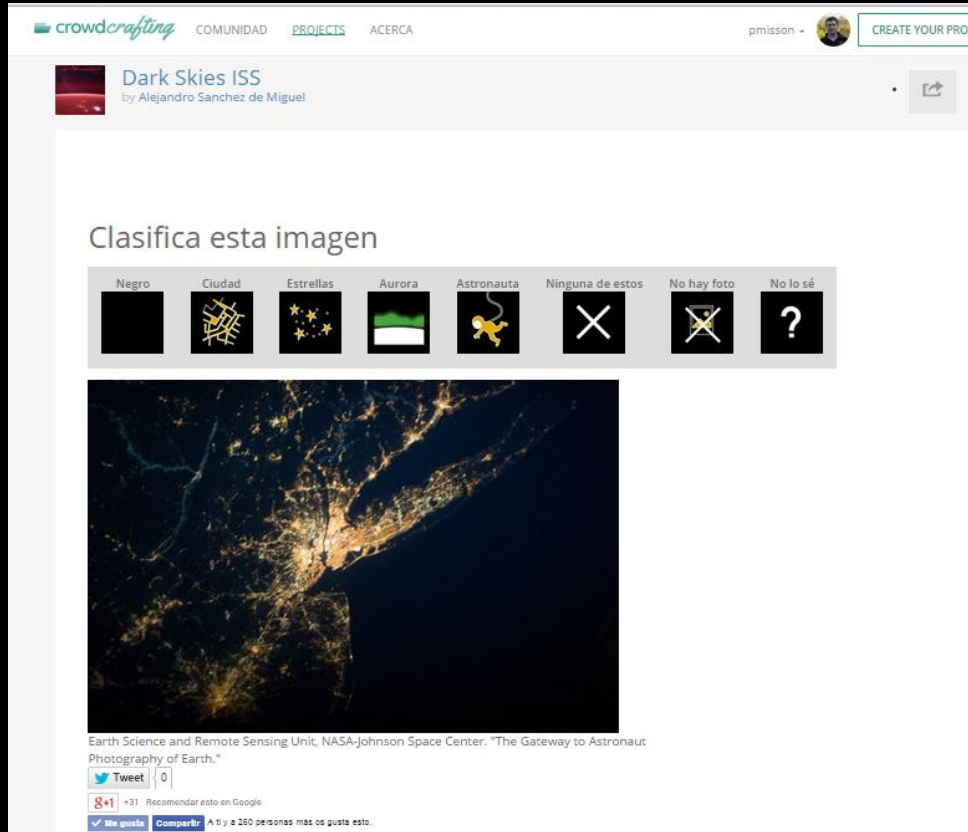 crowdcrafting COMUNIDAD PROJECTS ACERCA pmisson CREATE YOUR PRO
Dark Skies ISS
by Alejandro Sanchez de Miguel
Clasifica esta imagen
Negro Ciudad Estrellas Aurora Astronauta Ninguna de estos No hay foto No lo sé
?
Earth Science and Remote Sensing Unit, NASA-Johnson Space Center. "The Gateway to Astronaut
Photography of Earth."
Tweet 0
g+1 +31 Recomendar esto en Google
Me gusta Compartir A ti y a 260 personas más os gusta esto.